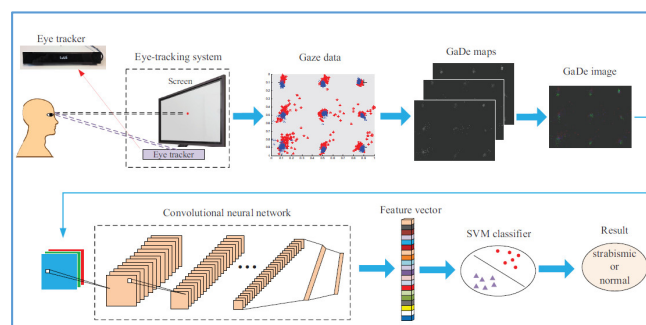 Eye tracker
Eye-tracking system
Screen
Eye tracker
Gaze data
GaDe maps
GaDe image
Convolutional neural network
Feature vector
SVM classifier
Result
strabismic
or
normal